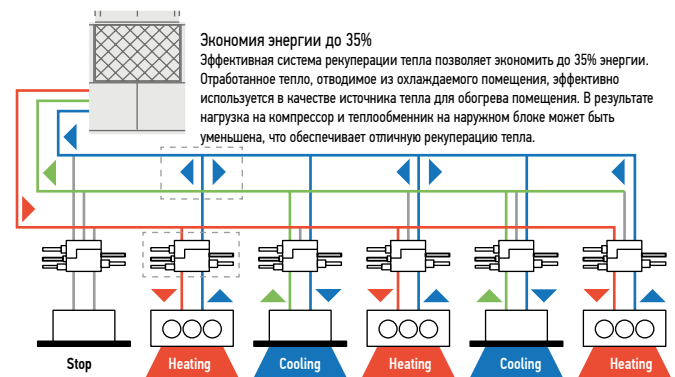 Экономия энергии до 35%
Эффективная система рекуперации тепла позволяет экономить до 35% энергии.
Отработанное тепло, отводимое из охлаждаемого помещения, эффективно
используется в качестве источника тепла для обогрева помещения. В результате
нагрузка на компрессор и теплообменник на наружном блоке может быть
уменьшена, что обеспечивает отличную рекуперацию тепла.
Stop
Heating
Cooling
Heating
Cooling
Heating